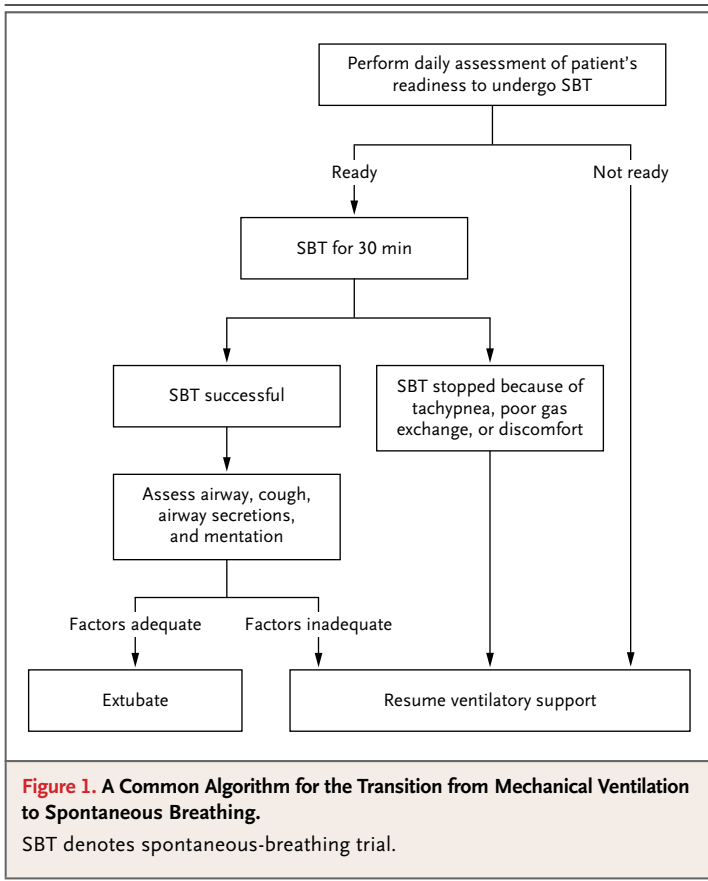 Perform daily assessment of patient’s
readiness to undergo SBT
Ready
Not ready
SBT for 30 min
SBT successful
SBT stopped because of
tachypnea, poor gas
exchange, or discomfort
Assess airway, cough,
airway secretions,
and mentation
Factors adequate
Factors inadequate
Extubate
Resume ventilatory support
Figure 1. A Common Algorithm for the Transition from Mechanical Ventilation
to Spontaneous Breathing.
SBT denotes spontaneous-breathing trial.